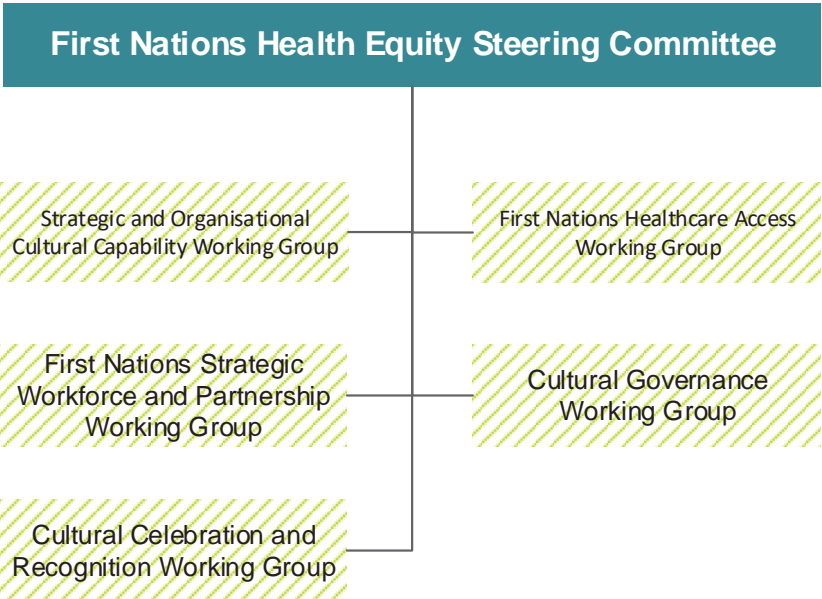 First Nations Health Equity Steering Committee
Strategic and Organisational
Cultural Capability Working Group
First Nations Healthcare Access
Working Group
First Nations Strategic
Workforce and Partnership
Working Group
Cultural Governance
Working Group
Cultural Celebration and
Recognition Working Group